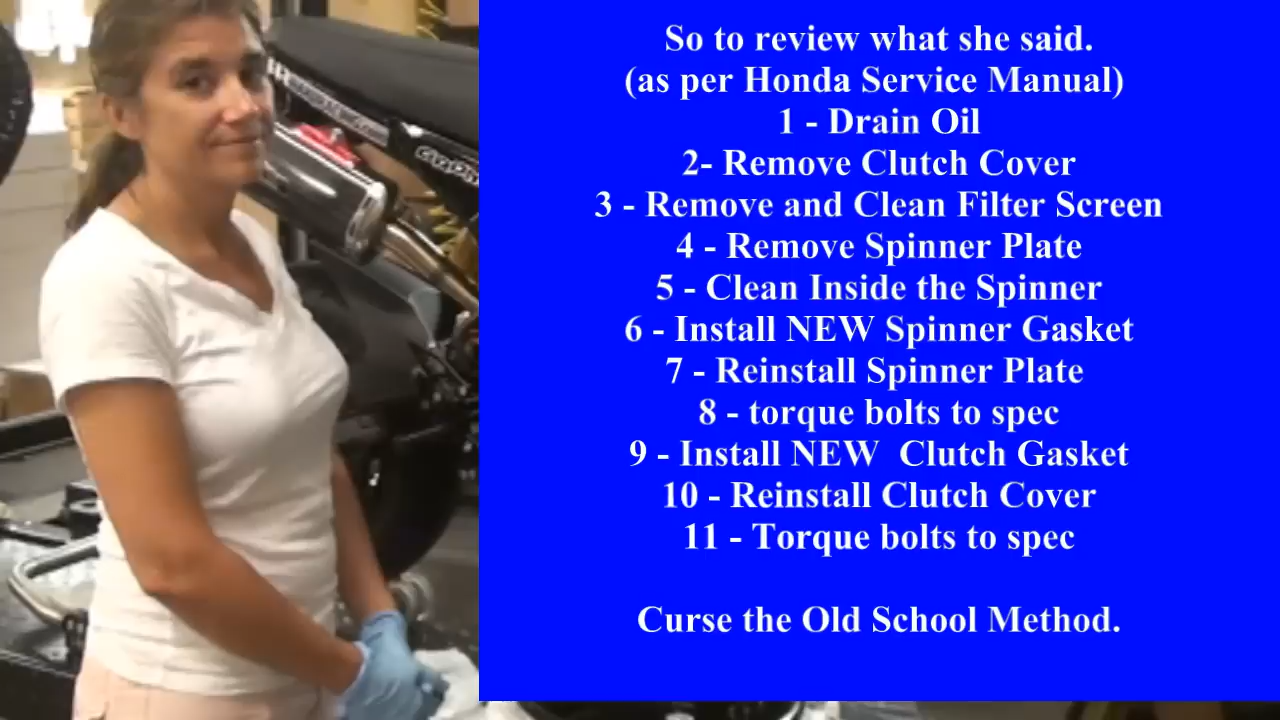 So to review what she said.
(as per Honda Service Manual)
1 - Drain Oil
2- Remove Clutch Cover
3 - Remove and Clean Filter Screen
4 - Remove Spinner Plate
5 - Clean Inside the Spinner
6 - Install NEW Spinner Gasket
7 - Reinstall Spinner Plate
8 - torque bolts to spec
9 - Install NEW  Clutch Gasket
10 - Reinstall Clutch Cover
11 - Torque bolts to spec
Curse the Old School Method.